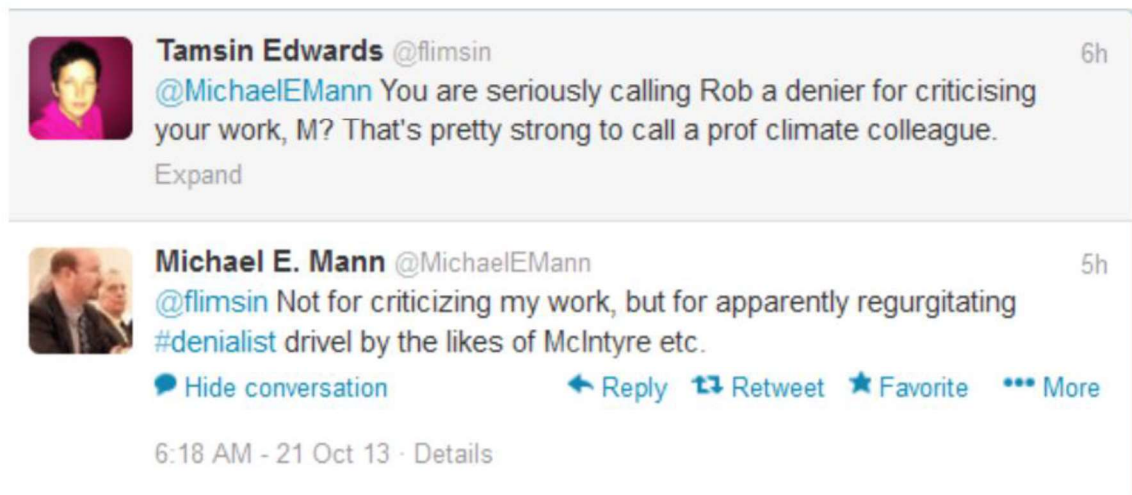 Tamsin Edwards @flimsin 6h
@MichaelEMann You are seriously calling Rob a denier for criticising
your work, M? That's pretty strong to call a prof climate colleague.
Expand
Michael E. Mann @MichaelEMann 5h
@flimsin Not for criticizing my work, but for apparently regurgitating
#denialist drivel by the likes of McIntyre etc.
Hide conversation Reply Retweet Favorite More
6:18 AM - 21 Oct 13 · Details